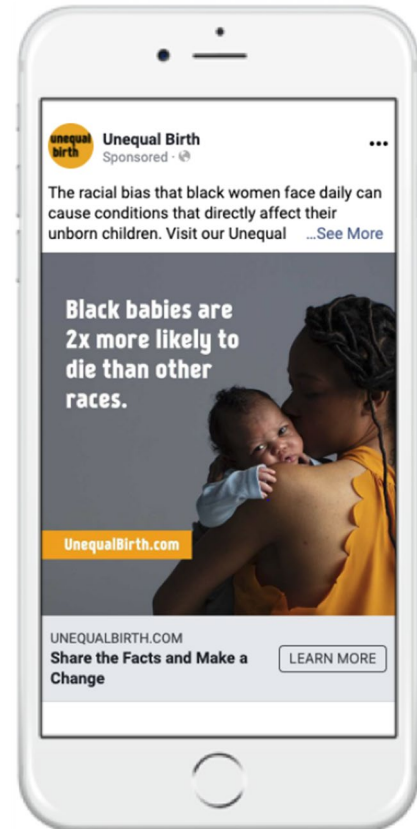 unequal
birth
Unequal Birth
Sponsored ·
The racial bias that black women face daily can
cause conditions that directly affect their
unborn children. Visit our Unequal ...See More
Black babies are
2x more likely to
die than other
races.
UnequalBirth.com
UNEQUALBIRTH.COM
Share the Facts and Make a
Change
LEARN MORE